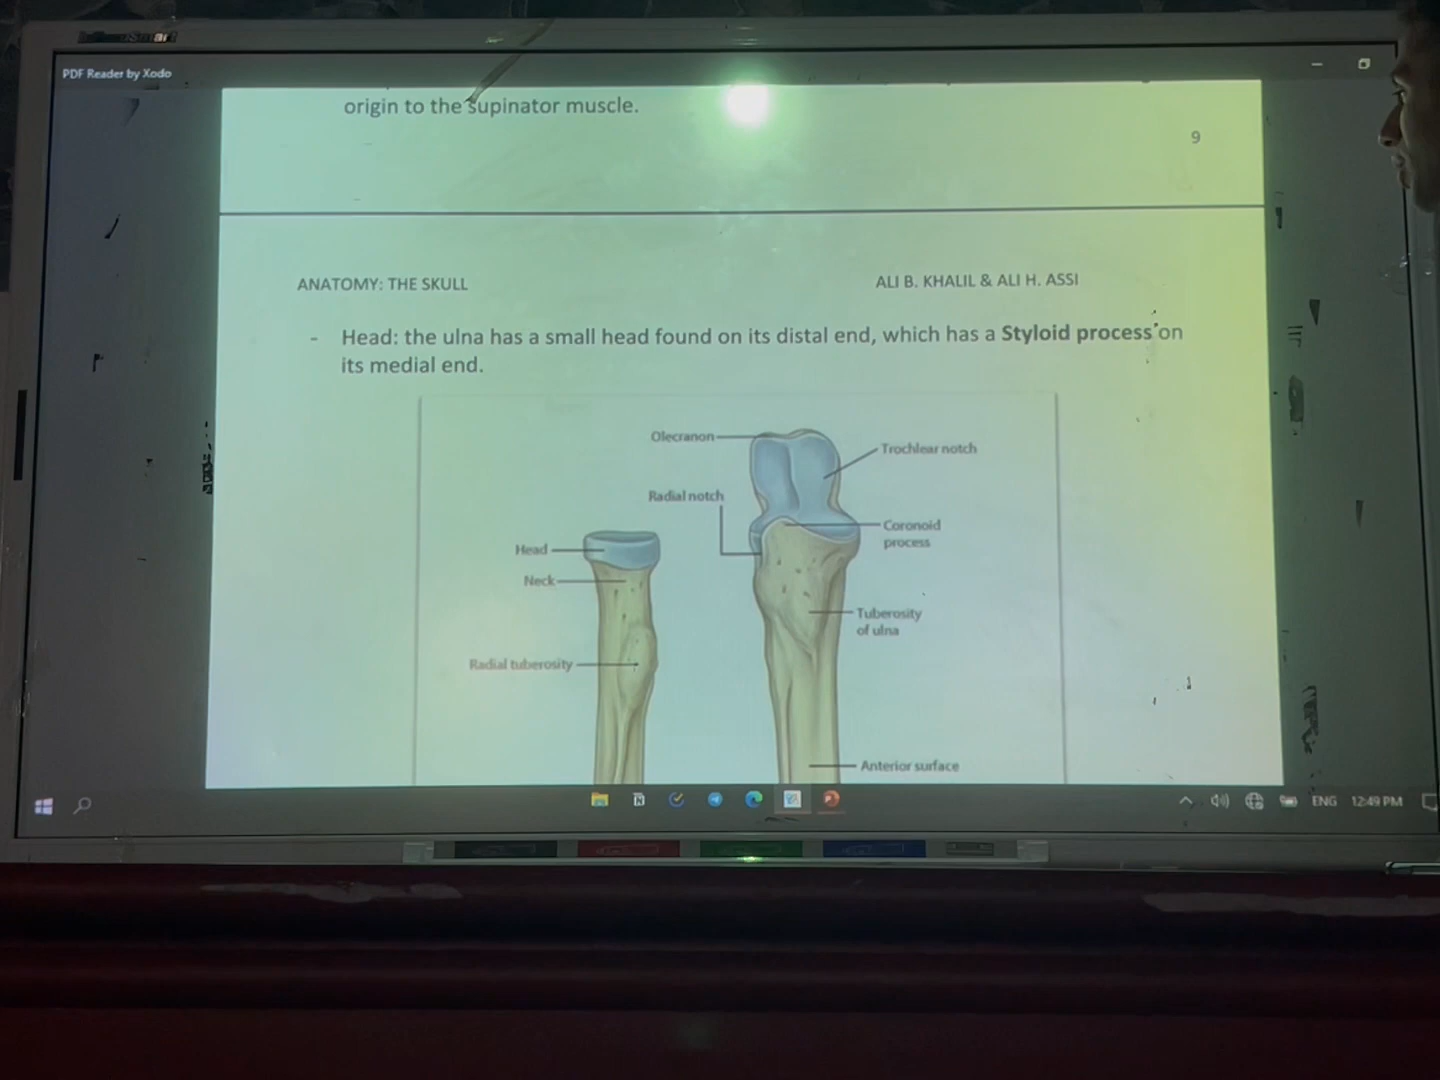 PDF Reader by Xodo
origin to the supinator muscle.
9
ANATOMY: THE SKULL
ALI B. KHALIL & ALI H. ASSI
- Head: the ulna has a small head found on its distal end, which has a Styloid process on
its medial end.
Olecranon
Trochlear notch
Radial notch
Coronoid
process
Head
Neck
Tuberosity
of ulna
Radial tuberosity
Anterior surface
ENG 12:49 PM